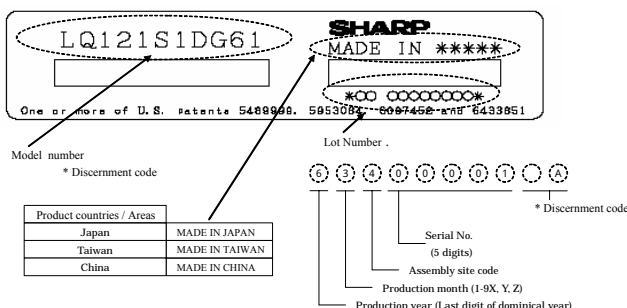 SHARP
LQ121S1DG61
MADE IN *****
*○○ ○○○○○○○○*
One or more of U.S. Patents 5489999, 5953084, 6097452 and 6433851
Lot Number .
Model number
* Discernment code
6 3 4 0 0 0 0 1 A
* Discernment code
Product countries / Areas
Japan MADE IN JAPAN
Taiwan MADE IN TAIWAN
China MADE IN CHINA
Serial No.
(5 digits)
Assembly site code
Production month (1-9X, Y, Z)
Production year (Last digit of dominical year)